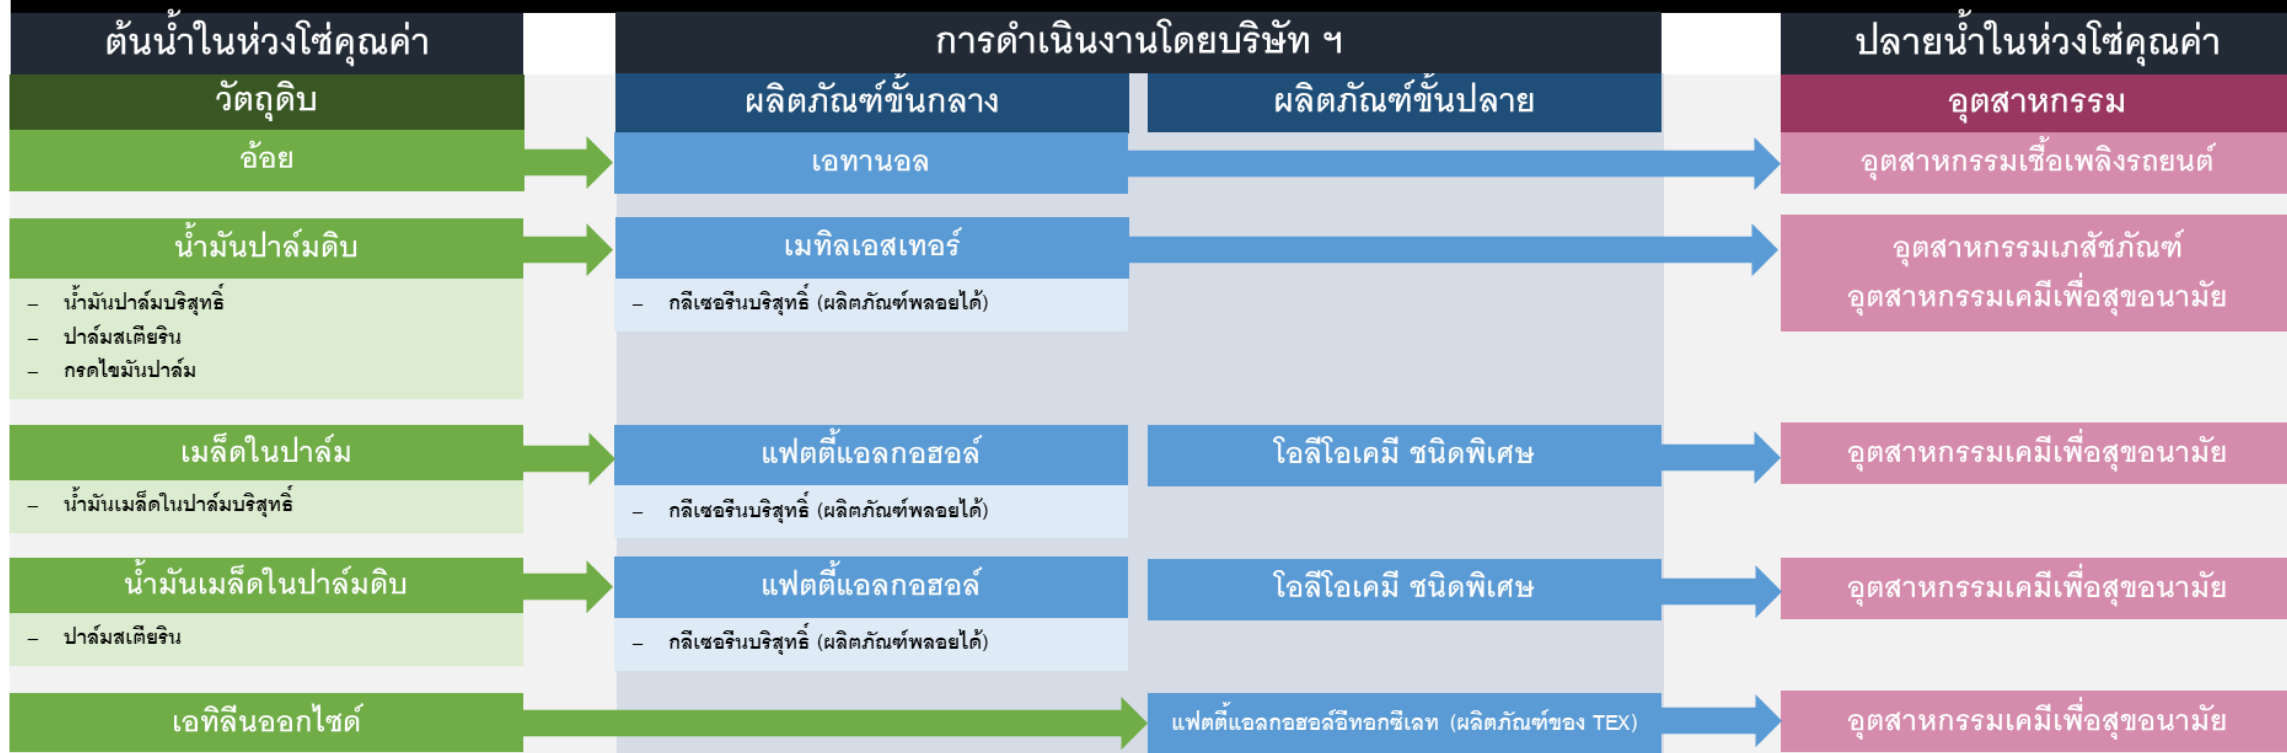 ต้นน้ำในห่วงโซ่คุณค่า
การดำเนินงานโดยบริษัท ฯ
ปลายน้ำในห่วงโซ่คุณค่า
วัตถุดิบ
ผลิตภัณฑ์ขั้นกลาง
ผลิตภัณฑ์ขั้นปลาย
อุตสาหกรรม
อ้อย
เอทานอล
อุตสาหกรรมเชื้อเพลิงรถยนต์
น้ำมันปาล์มดิบ
เมทิลเอสเทอร์
อุตสาหกรรมเภสัชภัณฑ์
อุตสาหกรรมเคมีเพื่อสุขอนามัย
– น้ำมันปาล์มบริสุทธิ์
– ปาล์มสเตียริน
– กรดไขมันปาล์ม
– กลีเซอรีนบริสุทธิ์ (ผลิตภัณฑ์พลอยได้)
เมล็ดในปาล์ม
แฟตตี้แอลกอฮอล์
โอลีโอเคมี ชนิดพิเศษ
อุตสาหกรรมเคมีเพื่อสุขอนามัย
– น้ำมันเมล็ดในปาล์มบริสุทธิ์
– กลีเซอรีนบริสุทธิ์ (ผลิตภัณฑ์พลอยได้)
น้ำมันเมล็ดในปาล์มดิบ
แฟตตี้แอลกอฮอล์
โอลีโอเคมี ชนิดพิเศษ
อุตสาหกรรมเคมีเพื่อสุขอนามัย
– ปาล์มสเตียริน
– กลีเซอรีนบริสุทธิ์ (ผลิตภัณฑ์พลอยได้)
เอทิลีนออกไซด์
แฟตตี้แอลกอฮอล์อีทอกซีเลท (ผลิตภัณฑ์ของ TEX)
อุตสาหกรรมเคมีเพื่อสุขอนามัย